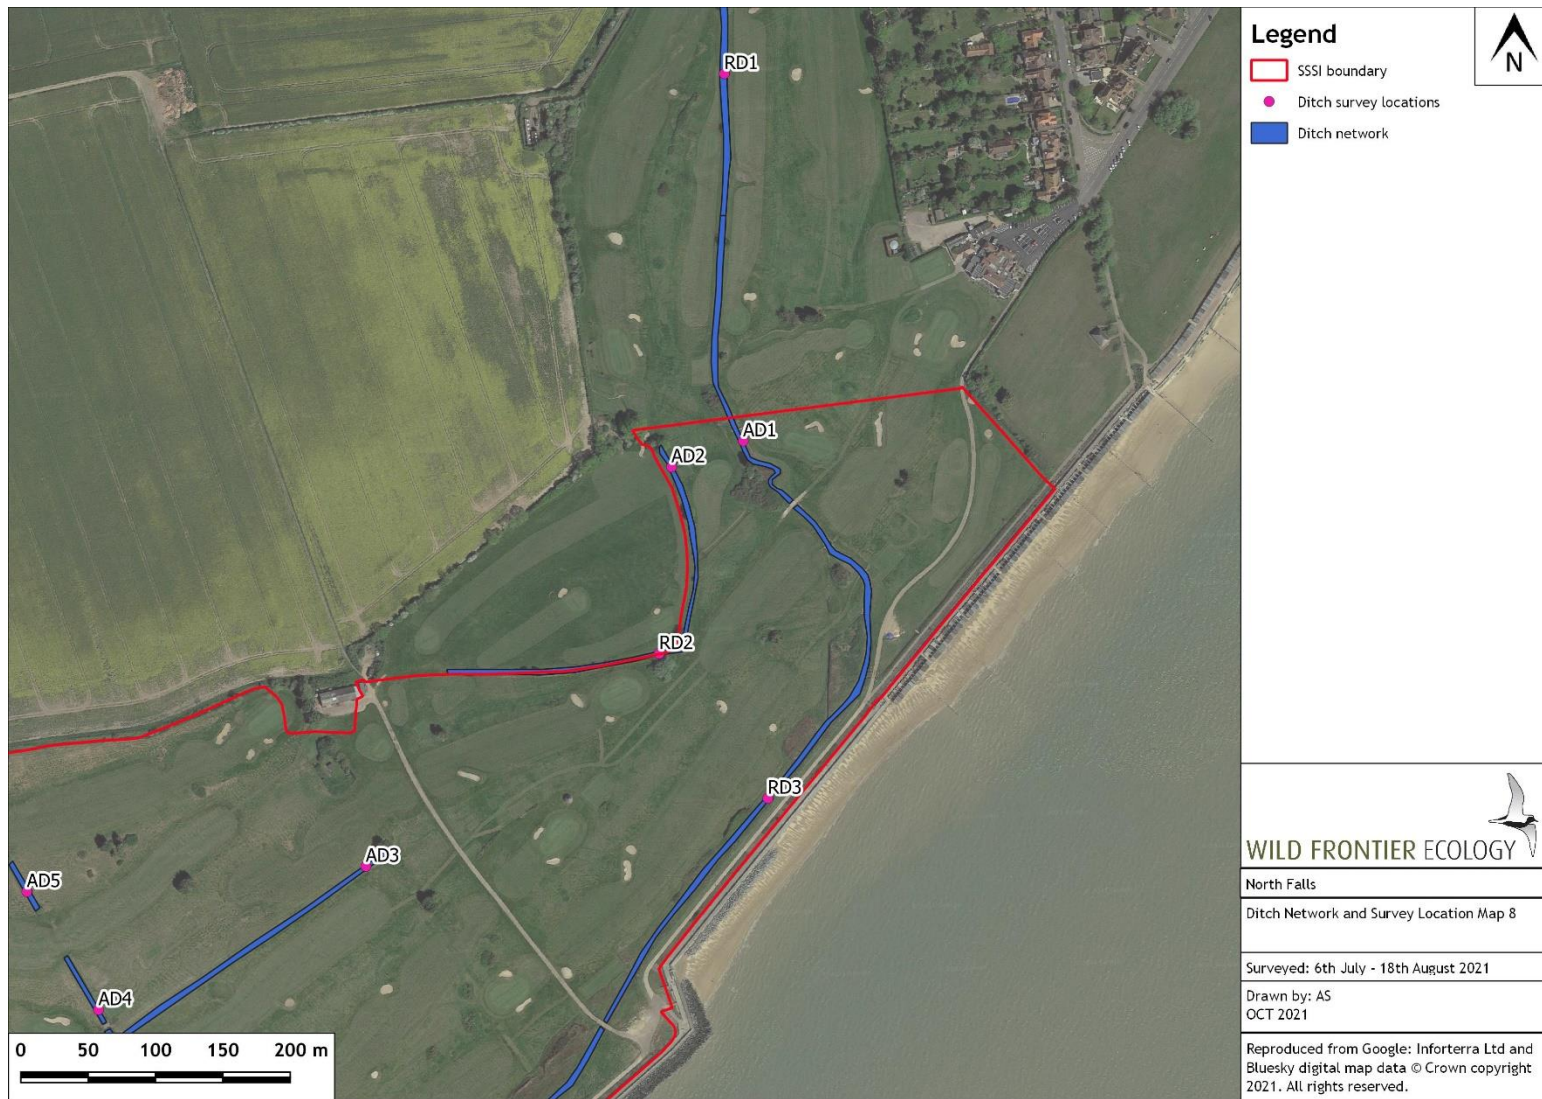 RD1
AD1
AD2
RD2
RD3
AD3
AD5
AD4
0 50 100 150 200 m
Legend
SSSI boundary
Ditch survey locations
Ditch network
N
WILD FRONTIER ECOLOGY
North Falls
Ditch Network and Survey Location Map 8
Surveyed: 6th July - 18th August 2021
Drawn by: AS
OCT 2021
Reproduced from Google: Inforterra Ltd and
Bluesky digital map data © Crown copyright
2021. All rights reserved.